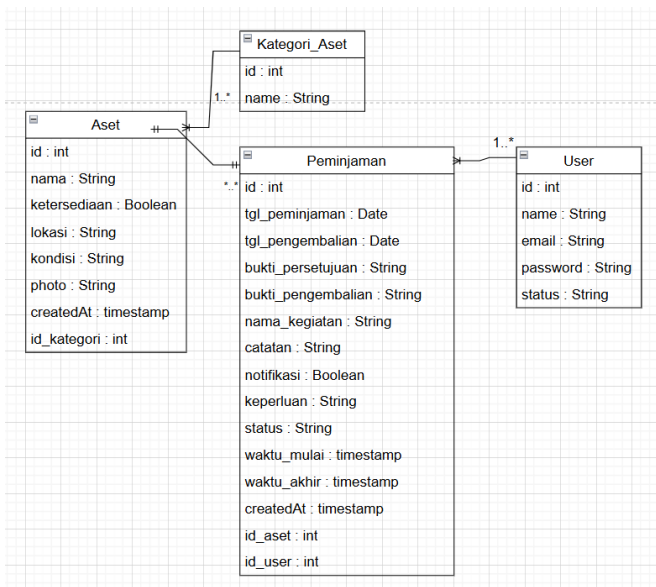 Kategori_Aset
id : int
name : String
1..*
Aset
id : int
nama : String
ketersediaan : Boolean
lokasi : String
kondisi : String
photo : String
createdAt : timestamp
id_kategori : int
*..*
Peminjaman
id : int
tgl_peminjaman : Date
tgl_pengembalian : Date
bukti_persetujuan : String
bukti_pengembalian : String
nama_kegiatan : String
catatan : String
notifikasi : Boolean
keperluan : String
status : String
waktu_mulai : timestamp
waktu_akhir : timestamp
createdAt : timestamp
id_aset : int
id_user : int
1..*
User
id : int
name : String
email : String
password : String
status : String